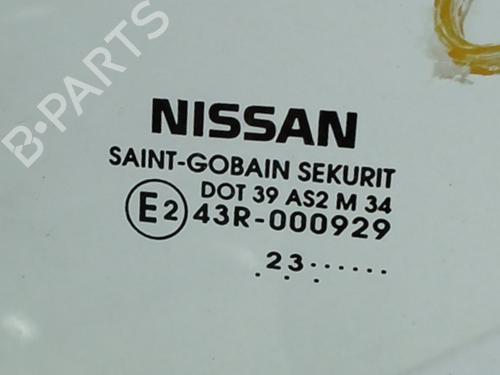 B-PARTS
NISSAN
SAINT-GOBAIN SEKURIT
DOT 39 AS2 M 34
E2 43R-000929
. 23......
. . .